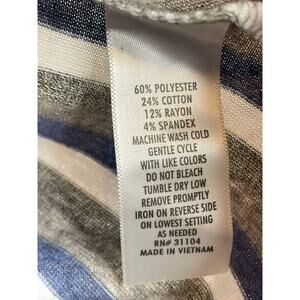 60% POLYESTER
24% COTTON
12% RAYON
4% SPANDEX
MACHINE WASH COLD
GENTLE CYCLE
WITH LIKE COLORS
DO NOT BLEACH
TUMBLE DRY LOW
REMOVE PROMPTLY
IRON ON REVERSE SIDE
ON LOWEST SETTING
AS NEEDED
RN# 31104
MADE IN VIETNAM